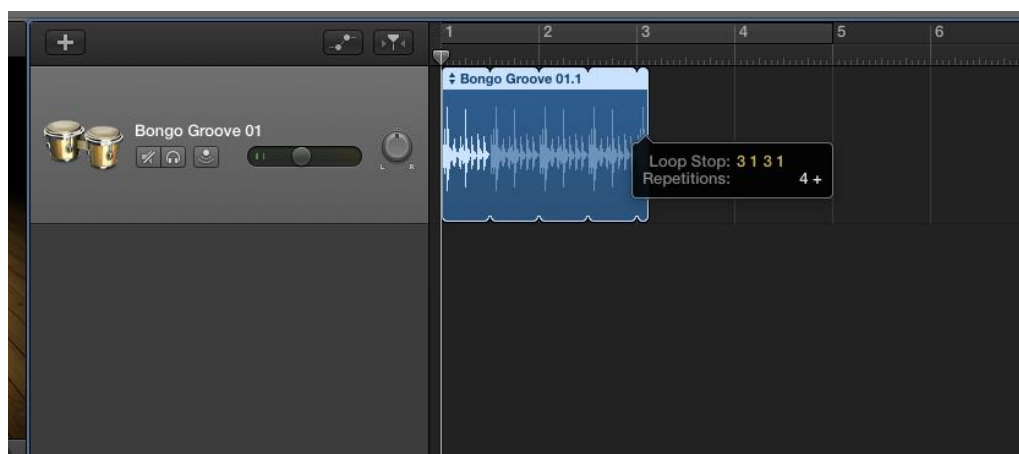 1 2 3 4 5 6
Bongo Groove 01.1
Bongo Groove 01
L R
Loop Stop: 3 1 3 1
Repetitions: 4 +